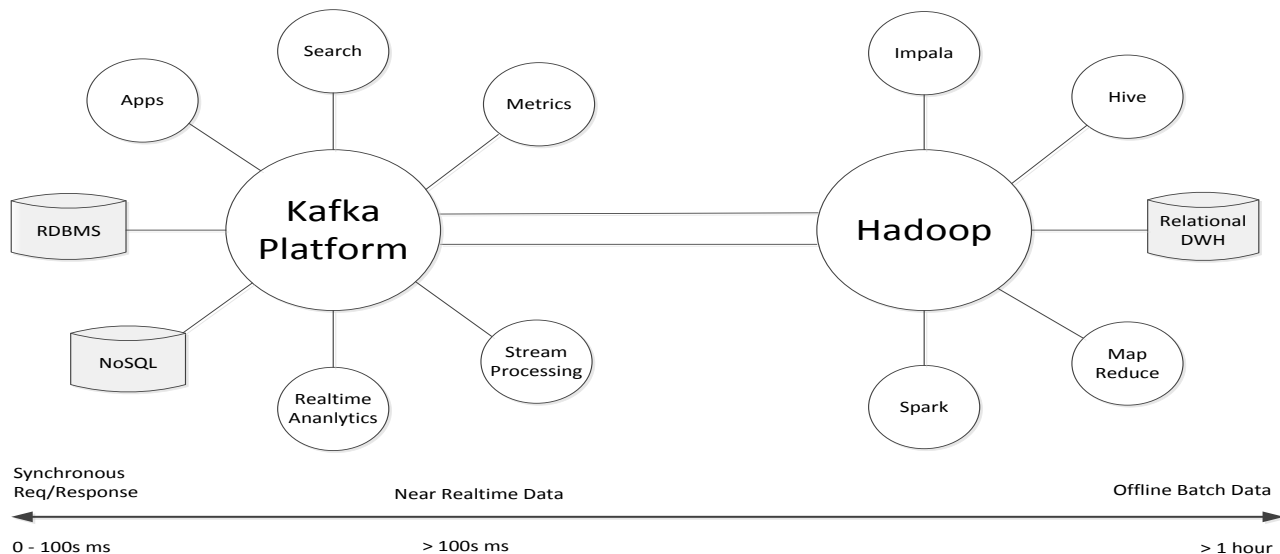 Search
Impala
Apps
Metrics
Hive
Kafka
Platform
Hadoop
RDBMS
Relational
DWH
NoSQL
Stream
Processing
Map
Reduce
Realtime
Ananlytics
Spark
Synchronous
Req/Response
Near Realtime Data
Offline Batch Data
0 - 100s ms
> 100s ms
> 1 hour